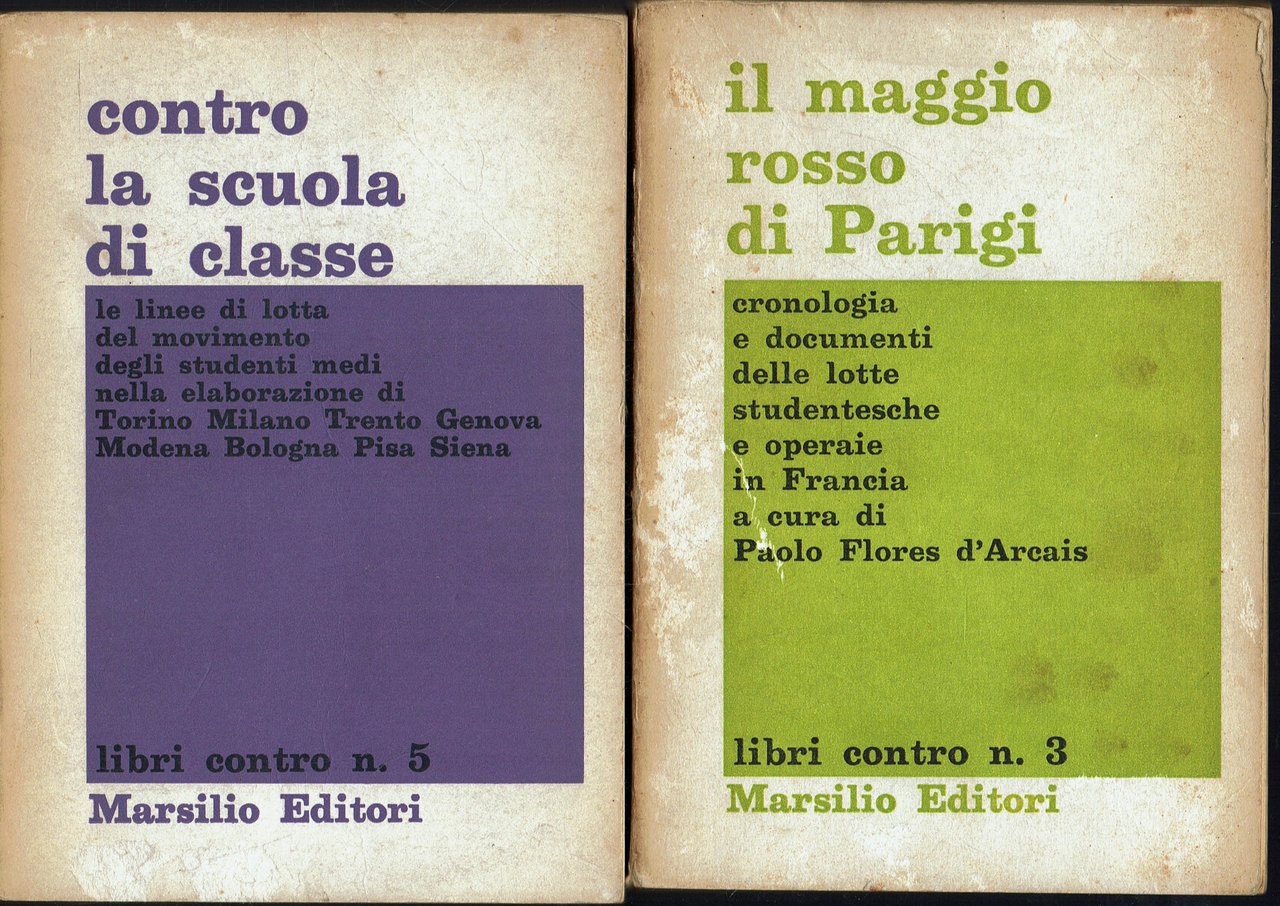 contro
la scuola
di classe
le linee di lotta
del movimento
degli studenti medi
nella elaborazione di
Torino Milano Trento Genova
Modena Bologna Pisa Siena
libri contro n. 5
Marsilio Editori
il maggio
rosso
di Parigi
cronologia
e documenti
delle lotte
studentesche
e operaie
in Francia
a cura di
Paolo Flores d'Arcais
libri contro n. 3
Marsilio Editori